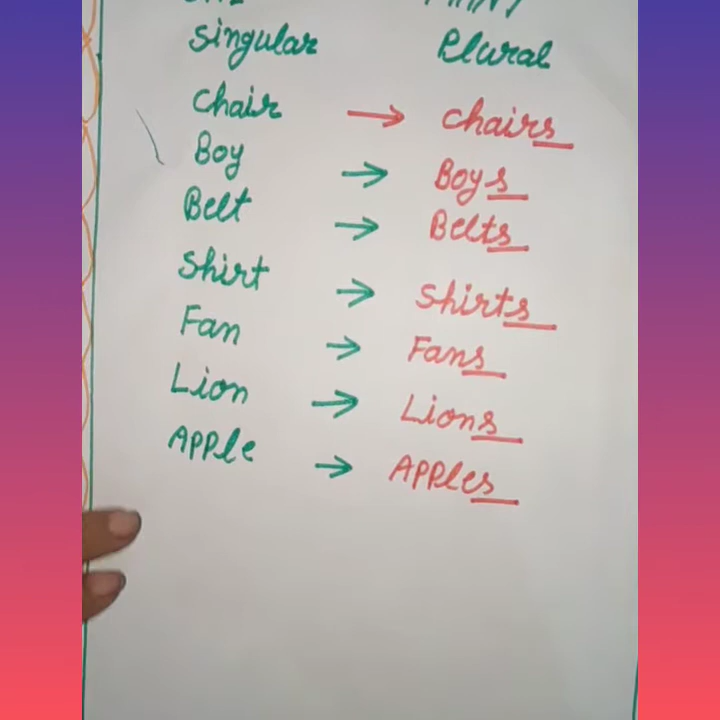 Singular Plural
Chair → Chairs
Boy → Boys
Belt → Belts
Shirt → Shirts
Fan → Fans
Lion → Lions
Apple → Apples